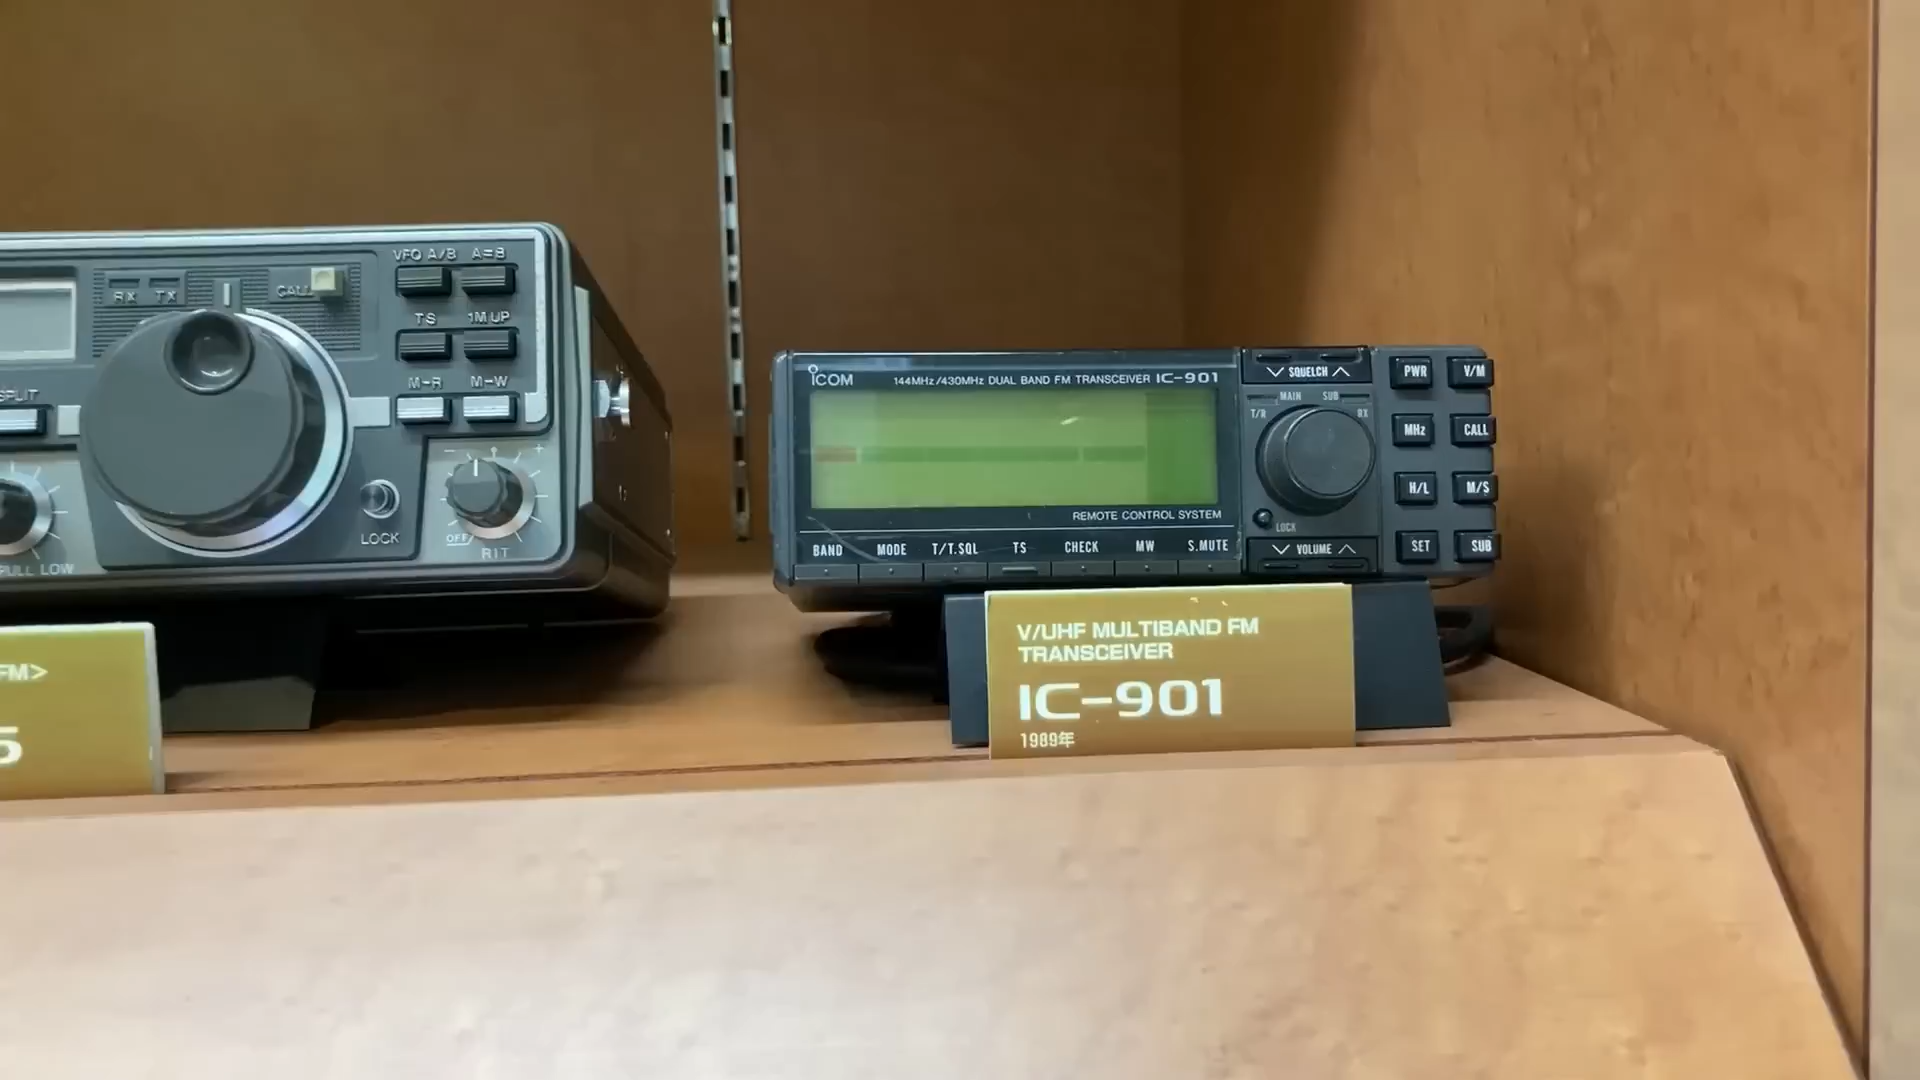 VFO A/B A=B
RX TX CALL
TS 1M UP
M-R M-W
SPLIT
LOCK
OFF RIT
PULL LOW
FM>
5
ICOM 144MHz/430MHz DUAL BAND FM TRANSCEIVER IC-901
REMOTE CONTROL SYSTEM
BAND MODE T/T.SQL TS CHECK MW S.MUTE
SQUELCH
MAIN SUB
T/R RX
LOCK
VOLUME
PWR V/M
MHz CALL
H/L M/S
SET SUB
V/UHF MULTIBAND FM
TRANSCEIVER
IC-901
1989年